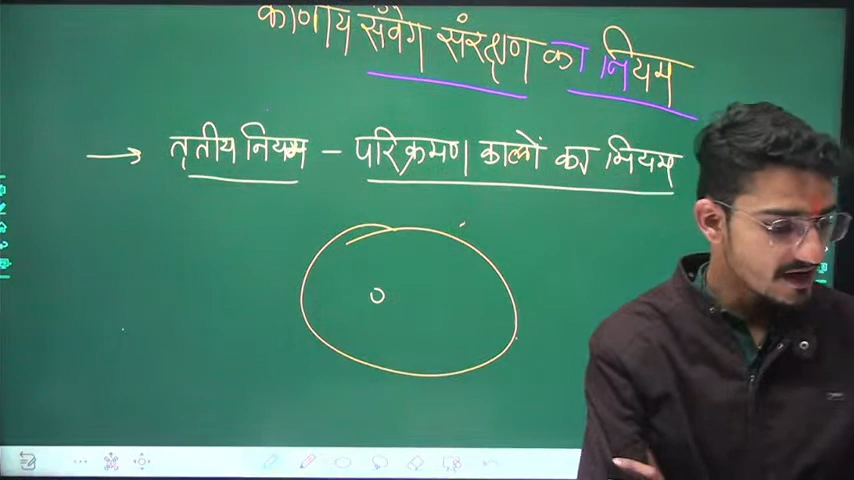 कोणीय संवेग संरक्षण का नियम
→ तृतीय नियम – परिक्रमण कालों का नियम